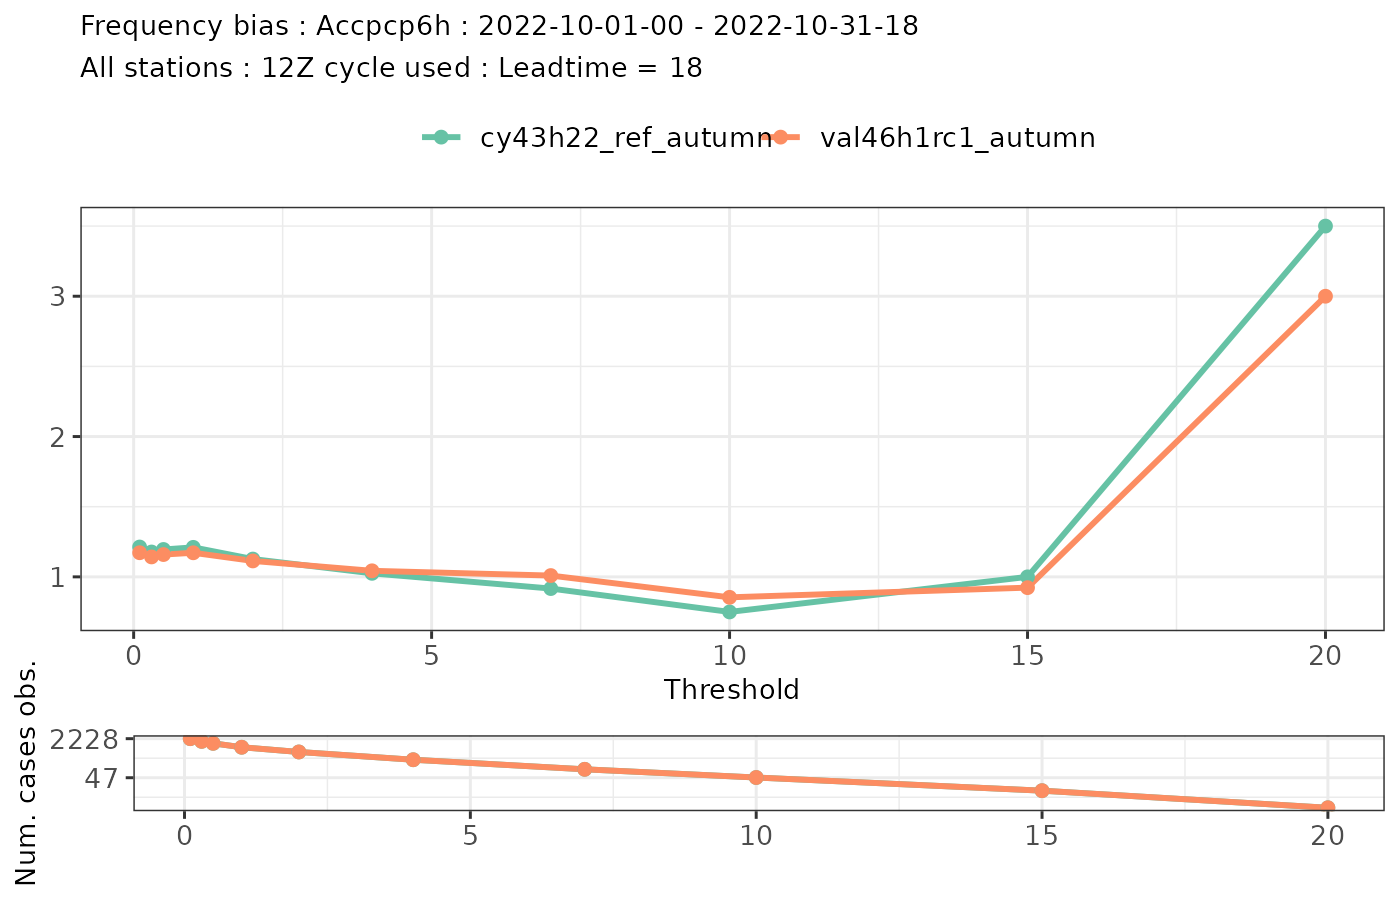 Frequency bias : Accpcp6h : 2022-10-01-00 - 2022-10-31-18
All stations : 12Z cycle used : Leadtime = 18
cy43h22_ref_autumn val46h1rc1_autumn
3
2
1
0 5 10 15 20
Threshold
Num. cases obs.
2228
47
0 5 10 15 20